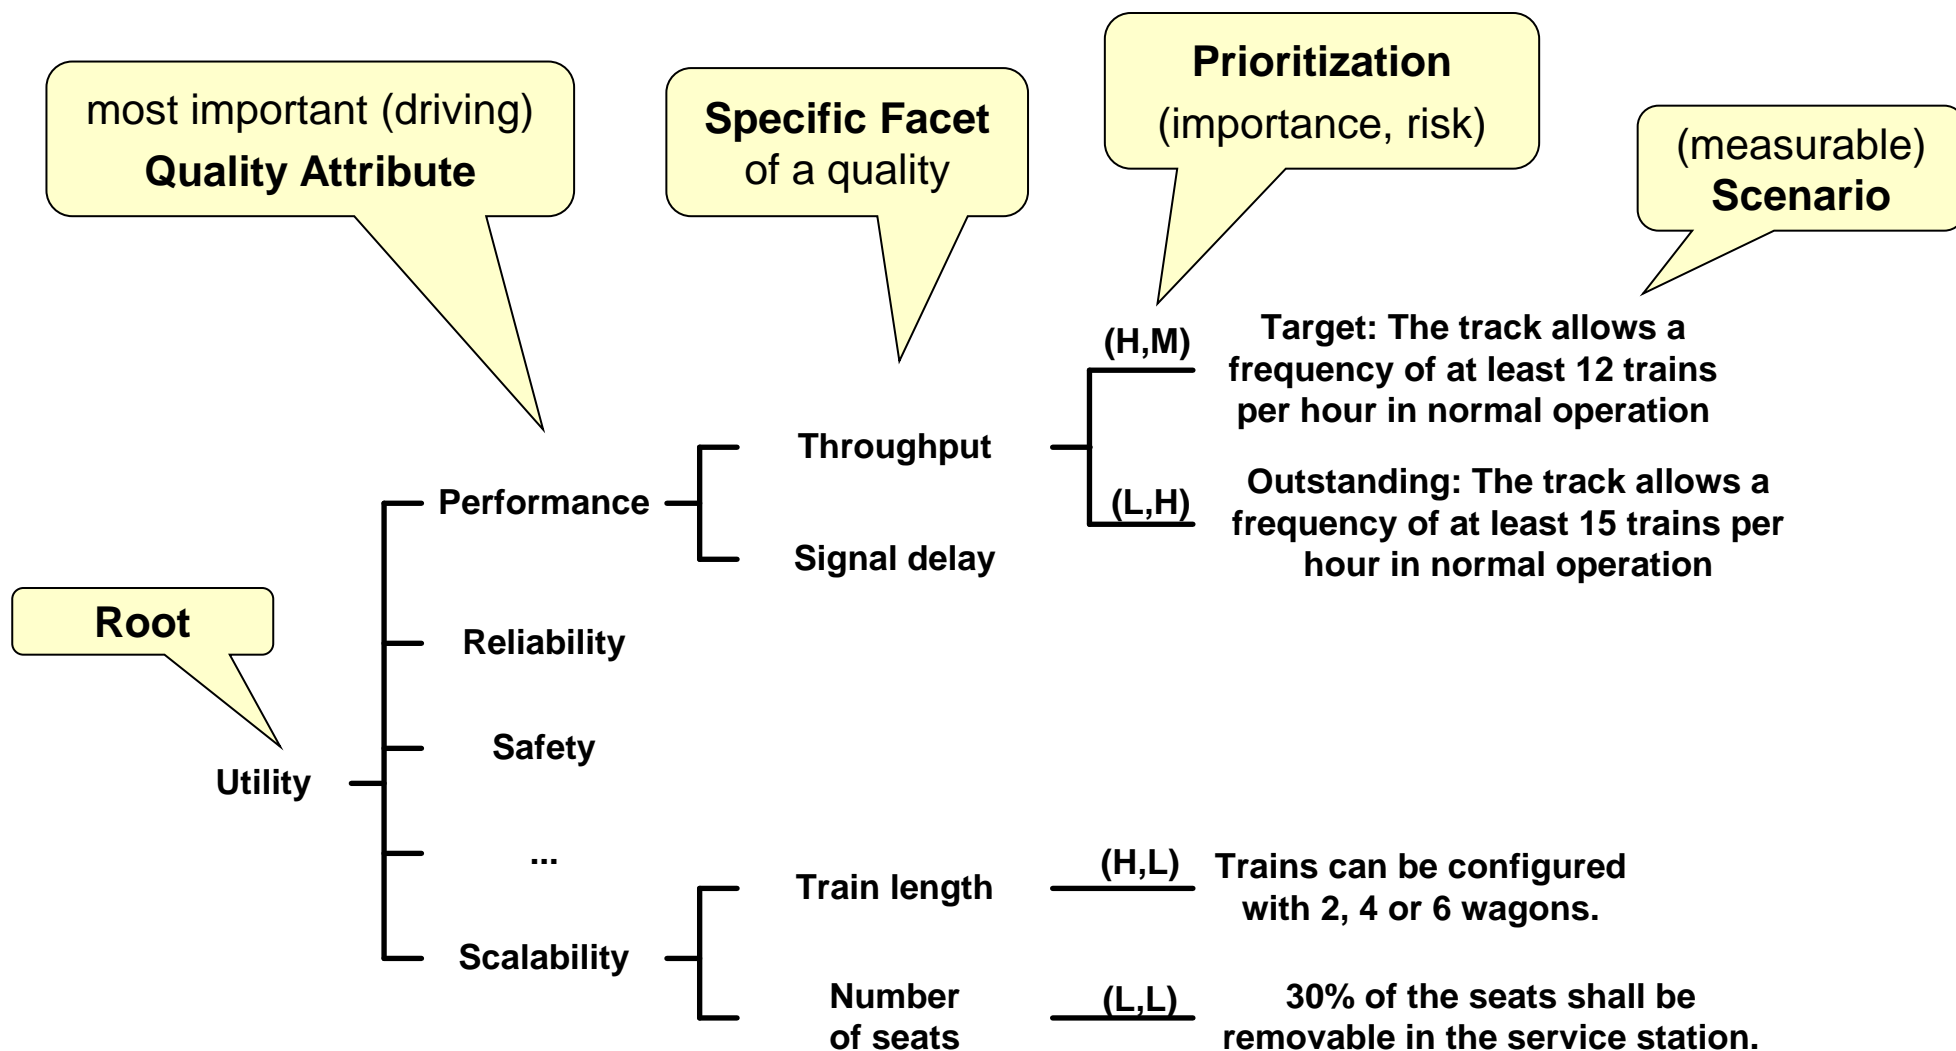 most important (driving)
Quality Attribute
Specific Facet
of a quality
Prioritization
(importance, risk)
(measurable)
Scenario
Root
Utility
Performance
Reliability
Safety
...
Scalability
Throughput
Signal delay
Train length
Number
of seats
(H,M)
Target: The track allows a
frequency of at least 12 trains
per hour in normal operation
(L,H)
Outstanding: The track allows a
frequency of at least 15 trains per
hour in normal operation
(H,L)
Trains can be configured
with 2, 4 or 6 wagons.
(L,L)
30% of the seats shall be
removable in the service station.